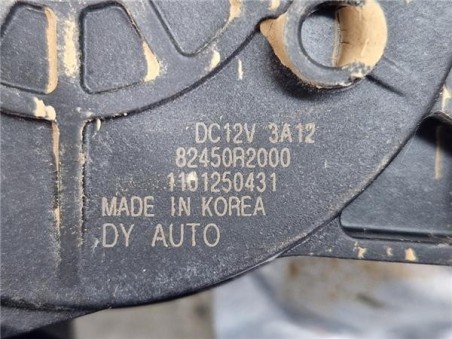 DC12V 3A12
82450R2000
1101250431
MADE IN KOREA
DY AUTO